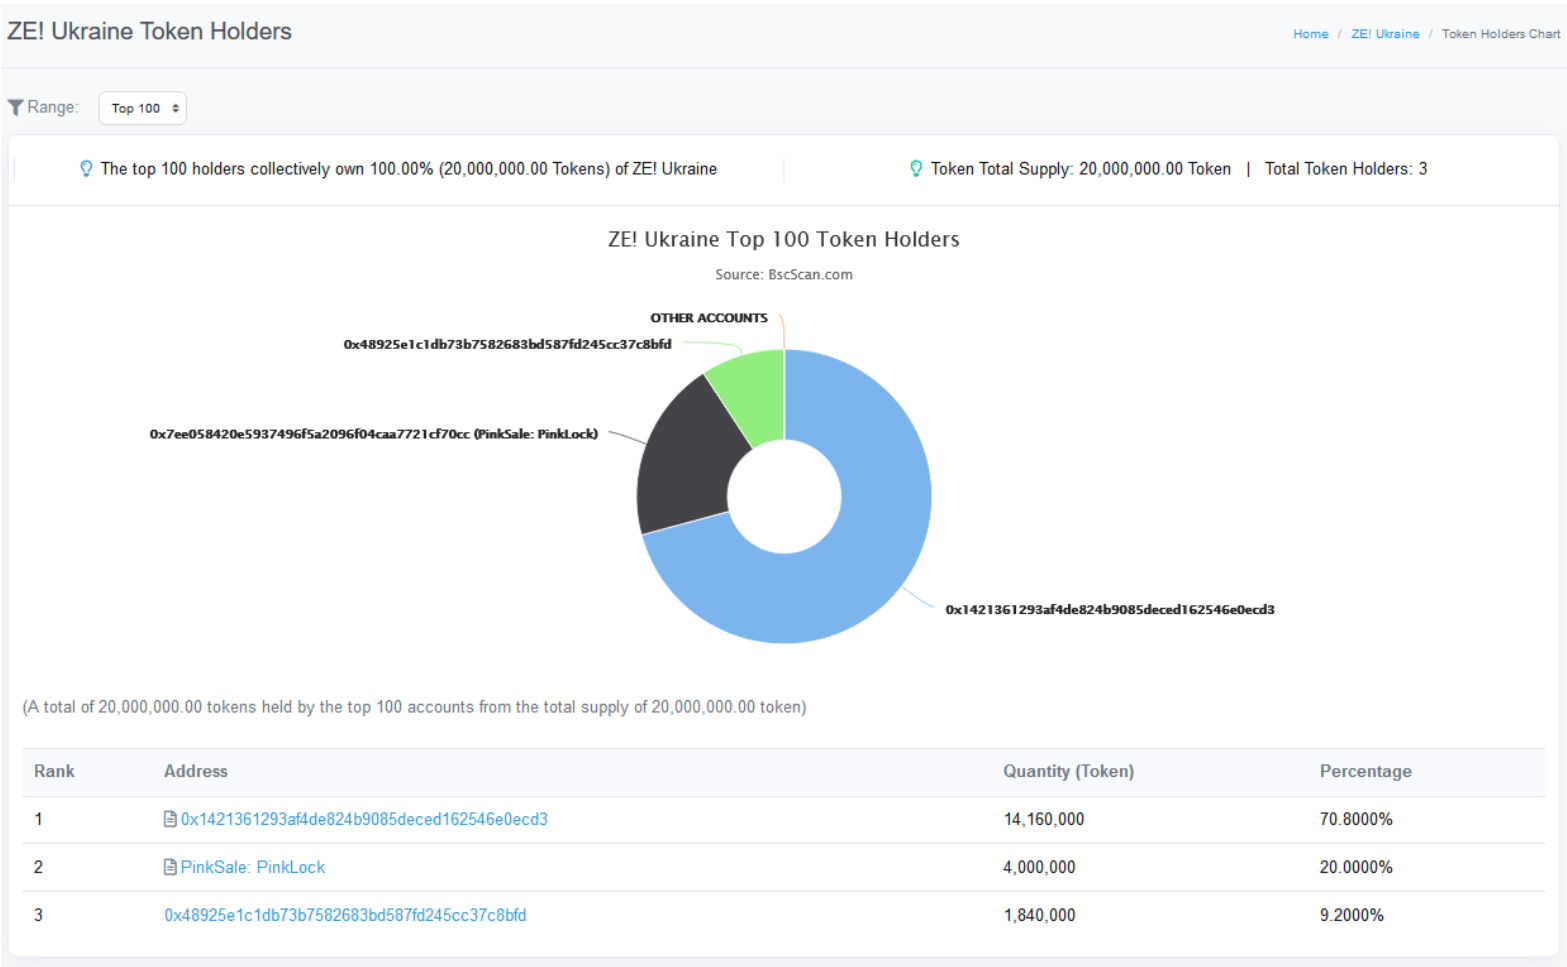 ZE! Ukraine Token Holders
Home / ZE! Ukraine / Token Holders Chart
Range: Top 100
The top 100 holders collectively own 100.00% (20,000,000.00 Tokens) of ZE! Ukraine
Token Total Supply: 20,000,000.00 Token | Total Token Holders: 3
ZE! Ukraine Top 100 Token Holders
Source: BscScan.com
OTHER ACCOUNTS
0x48925e1c1db73b7582683bd587fd245cc37c8bfd
0x7ee058420e5937496f5a2096f04caa7721cf70cc (PinkSale: PinkLock)
0x1421361293af4de824b9085deced162546e0ecd3
(A total of 20,000,000.00 tokens held by the top 100 accounts from the total supply of 20,000,000.00 token)
Rank Address Quantity (Token) Percentage
1 0x1421361293af4de824b9085deced162546e0ecd3 14,160,000 70.8000%
2 PinkSale: PinkLock 4,000,000 20.0000%
3 0x48925e1c1db73b7582683bd587fd245cc37c8bfd 1,840,000 9.2000%